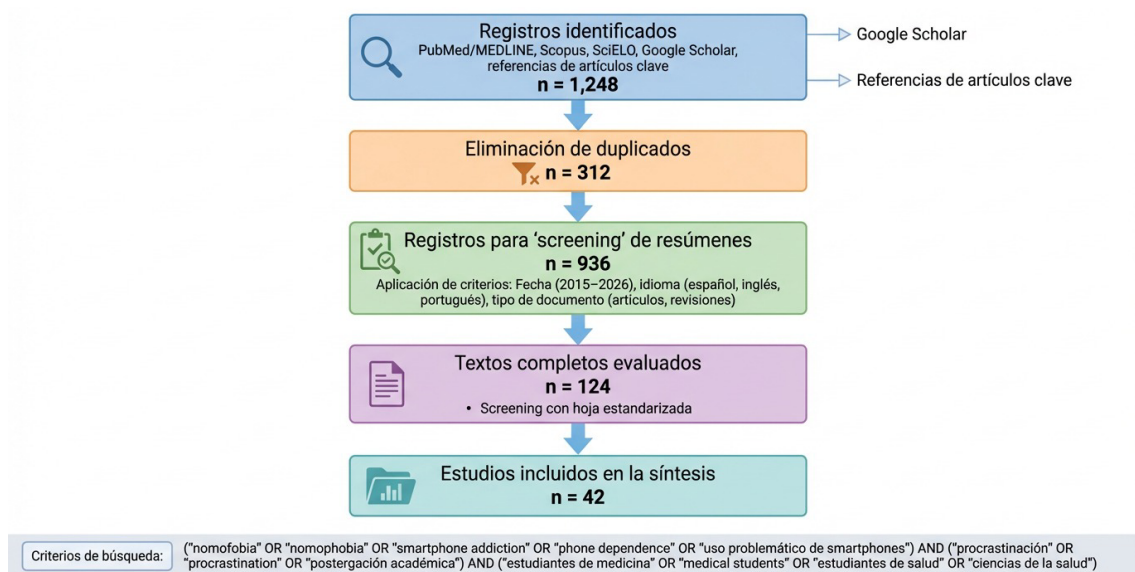 Registros identificados
PubMed/MEDLINE, Scopus, SciELO, Google Scholar,
referencias de artículos clave
n = 1,248
Google Scholar
Referencias de artículos clave
Eliminación de duplicados
n = 312
Registros para ‘screening’ de resúmenes
n = 936
Aplicación de criterios: Fecha (2015–2026), idioma (español, inglés,
portugués), tipo de documento (artículos, revisiones)
Textos completos evaluados
n = 124
• Screening con hoja estandarizada
Estudios incluidos en la síntesis
n = 42
Criterios de búsqueda:
("nomofobia" OR "nomophobia" OR "smartphone addiction" OR "phone dependence" OR "uso problemático de smartphones") AND ("procrastinación" OR
"procrastination" OR "postergación académica") AND ("estudiantes de medicina" OR "medical students" OR "estudiantes de salud" OR "ciencias de la salud")